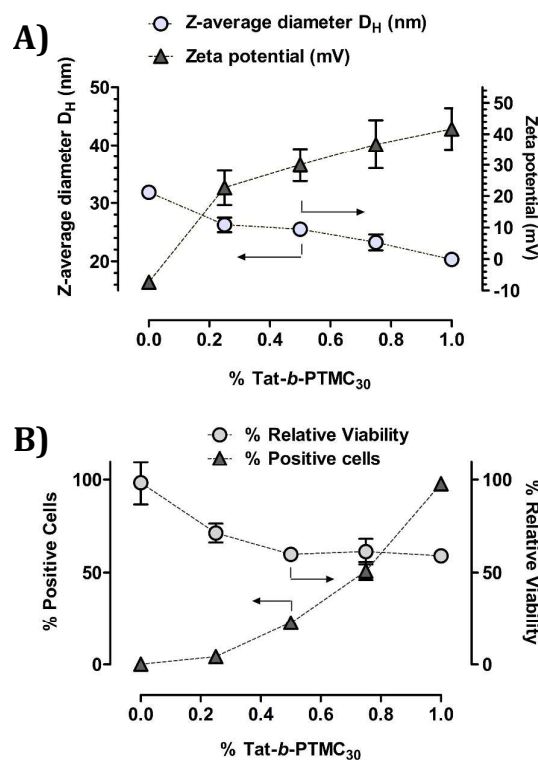 A)
Z-average diameter D_H (nm)
Zeta potential (mV)
Z-average diameter D_H (nm)
50
40
30
20
50
40
30
20
10
0
-10
Zeta potential
(mV)
0.0 0.2 0.4 0.6 0.8 1.0
% Tat-b-PTMC30
B)
% Relative Viability
% Positive cells
% Positive Cells
100
50
0
100
50
0
% Relative Viability
0.0 0.2 0.4 0.6 0.8 1.0
% Tat-b-PTMC30